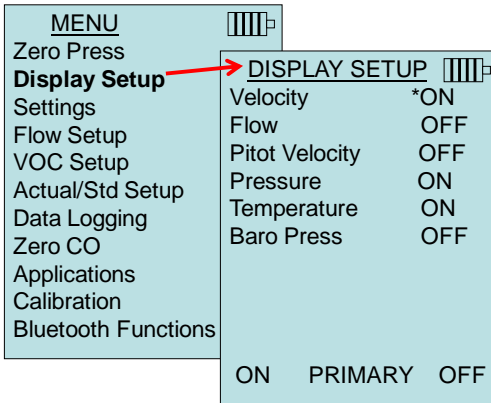 MENU
Zero Press
Display Setup
Settings
Flow Setup
VOC Setup
Actual/Std Setup
Data Logging
Zero CO
Applications
Calibration
Bluetooth Functions
DISPLAY SETUP
Velocity *ON
Flow OFF
Pitot Velocity OFF
Pressure ON
Temperature ON
Baro Press OFF
ON PRIMARY OFF